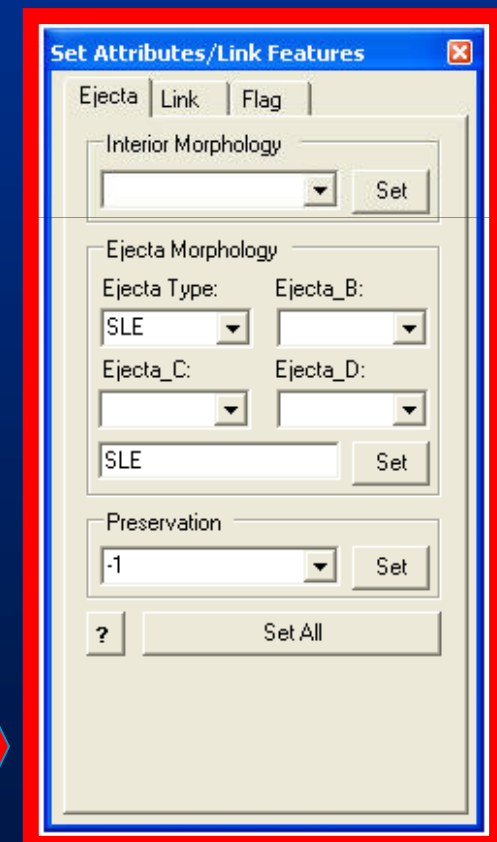 Set Attributes/Link Features
Ejecta Link Flag
Interior Morphology
Set
Ejecta Morphology
Ejecta Type: Ejecta_B:
SLE
Ejecta_C: Ejecta_D:
SLE Set
Preservation
-1 Set
? Set All